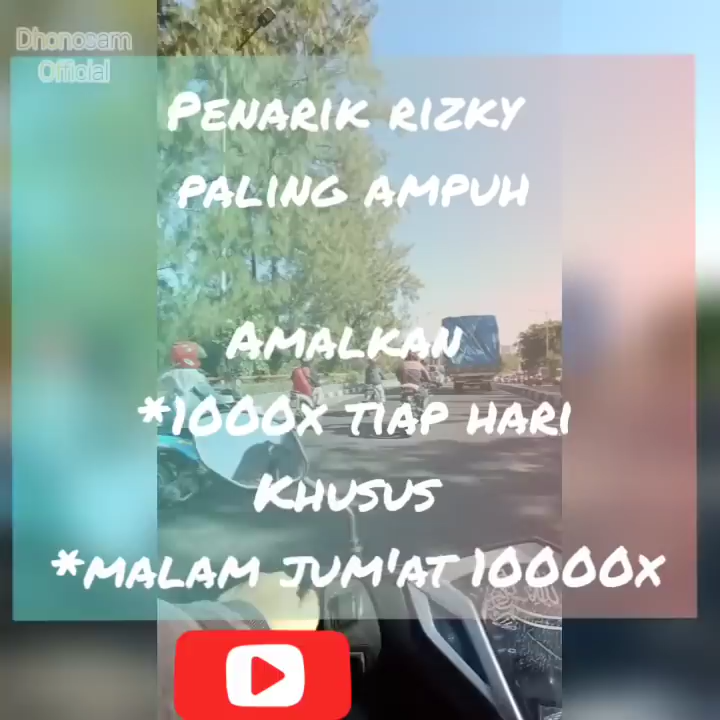 Dhonosam
Official
Penarik rizky
paling ampuh
Amalkan
*1000x tiap hari
Khusus
*malam jum'at 10000x